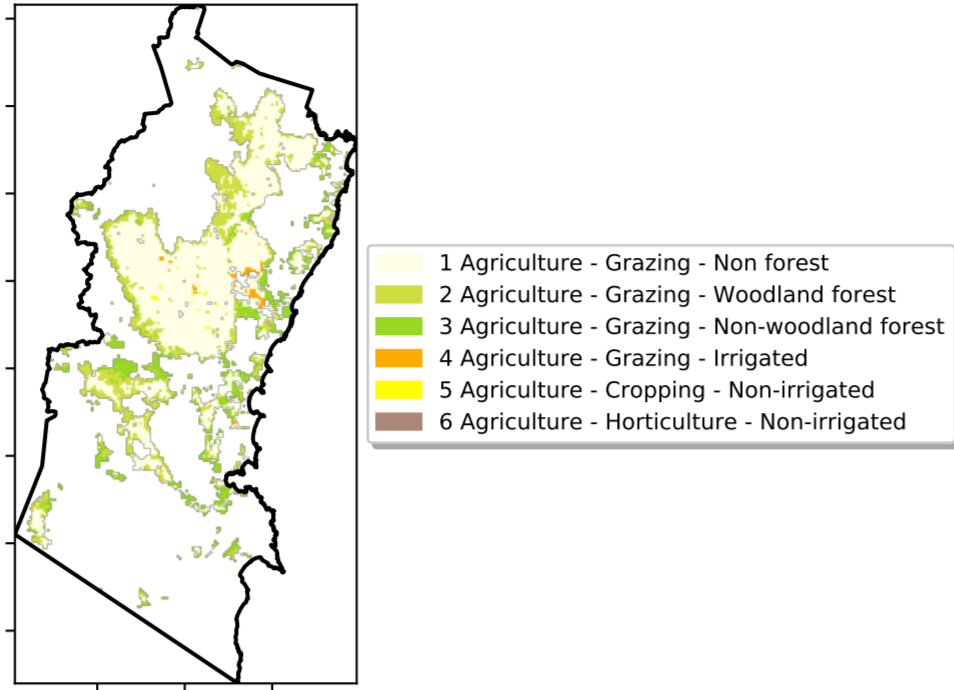 1 Agriculture - Grazing - Non forest
2 Agriculture - Grazing - Woodland forest
3 Agriculture - Grazing - Non-woodland forest
4 Agriculture - Grazing - Irrigated
5 Agriculture - Cropping - Non-irrigated
6 Agriculture - Horticulture - Non-irrigated